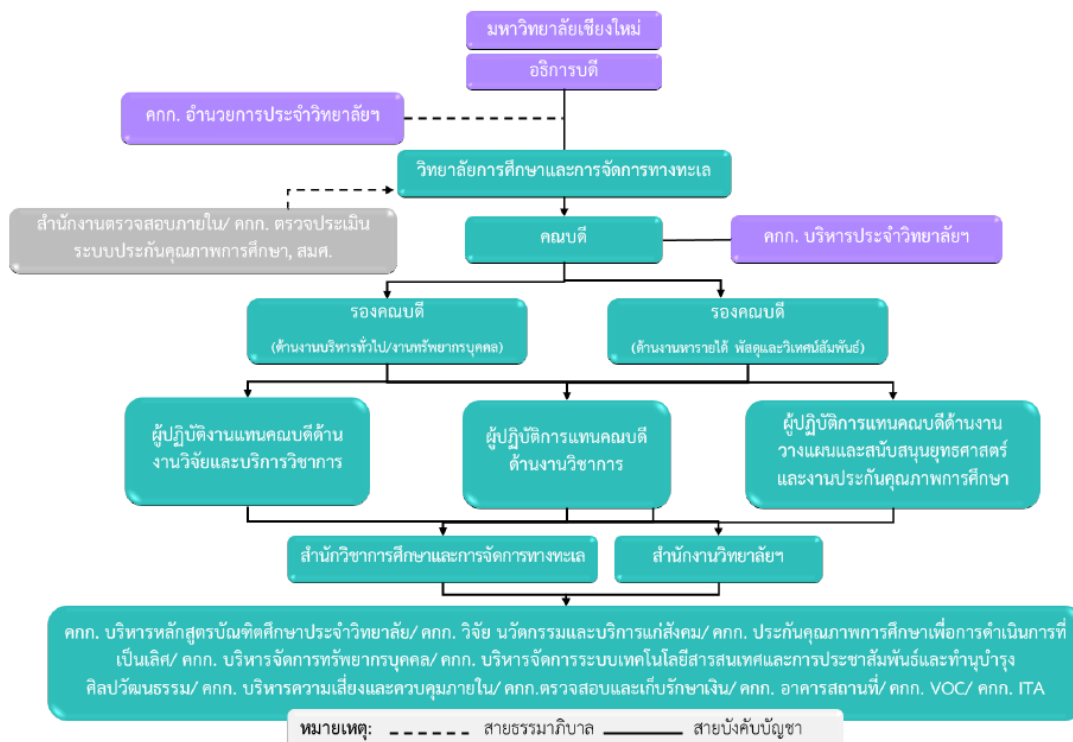 มหาวิทยาลัยเชียงใหม่
อธิการบดี
คกก. อำนวยการประจำวิทยาลัยฯ
วิทยาลัยการศึกษาและการจัดการทางทะเล
สำนักงานตรวจสอบภายใน/ คกก. ตรวจประเมิน
ระบบประกันคุณภาพการศึกษา, สมศ.
คณบดี
คกก. บริหารประจำวิทยาลัยฯ
รองคณบดี
(ด้านงานบริหารทั่วไป/งานทรัพยากรบุคคล)
รองคณบดี
(ด้านงานหารายได้ พัสดุและวิเทศน์สัมพันธ์)
ผู้ปฏิบัติงานแทนคณบดีด้าน
งานวิจัยและบริการวิชาการ
ผู้ปฏิบัติการแทนคณบดี
ด้านงานวิชาการ
ผู้ปฏิบัติการแทนคณบดีด้านงาน
วางแผนและสนับสนุนยุทธศาสตร์
และงานประกันคุณภาพการศึกษา
สำนักวิชาการศึกษาและการจัดการทางทะเล
สำนักงานวิทยาลัยฯ
คกก. บริหารหลักสูตรบัณฑิตศึกษาประจำวิทยาลัย/ คกก. วิจัย นวัตกรรมและบริการแก่สังคม/ คกก. ประกันคุณภาพการศึกษาเพื่อการดำเนินการที่
เป็นเลิศ/ คกก. บริหารจัดการทรัพยากรบุคคล/ คกก. บริหารจัดการระบบเทคโนโลยีสารสนเทศและการประชาสัมพันธ์และทำนุบำรุง
ศิลปวัฒนธรรม/ คกก. บริหารความเสี่ยงและควบคุมภายใน/ คกก.ตรวจสอบและเก็บรักษาเงิน/ คกก. อาคารสถานที่/ คกก. VOC/ คกก. ITA
หมายเหตุ: สายธรรมาภิบาล สายบังคับบัญชา